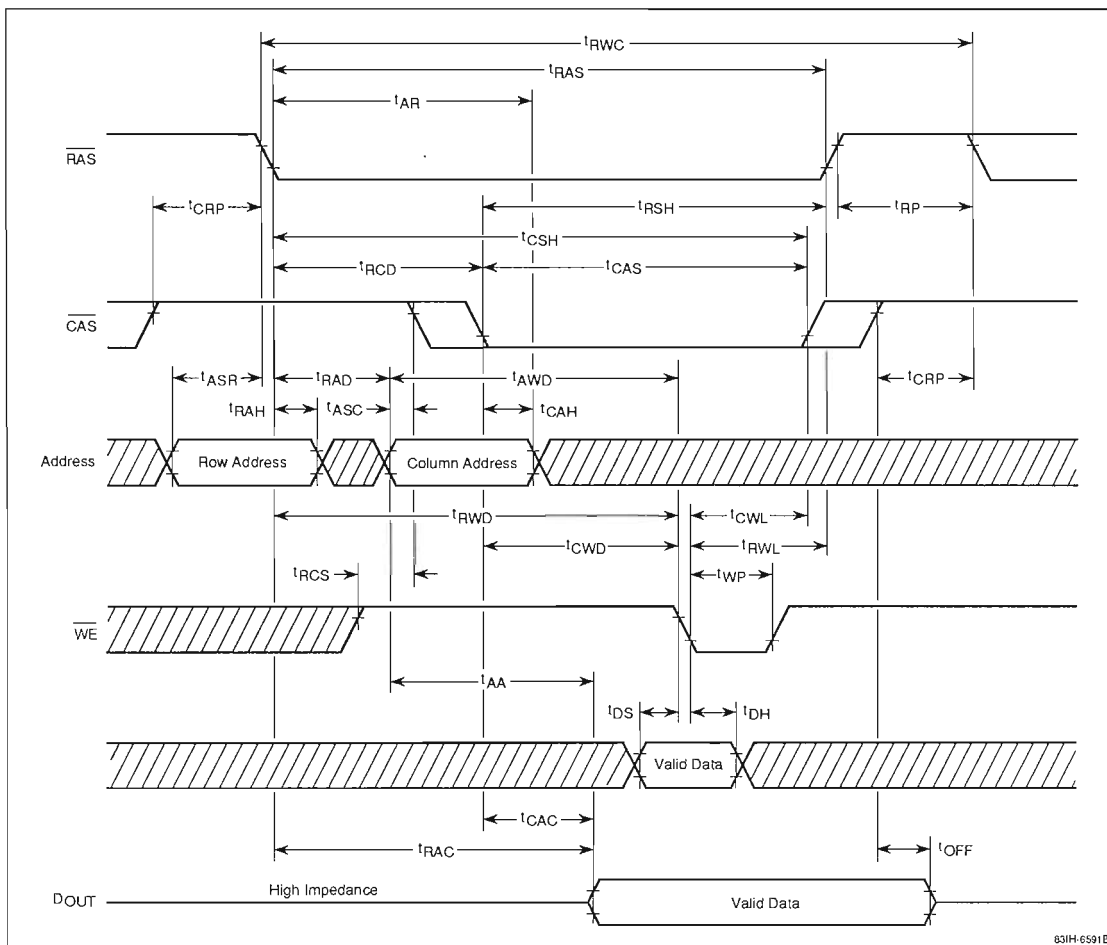 tRWC
tRAS
tAR
RAS
tCRP
tRSH
tRP
tCSH
tRCD
tCAS
CAS
tASR
tRAD
tAWD
tCRP
tRAH
tASC
tCAH
Address
Row Address
Column Address
tRWD
tCWL
tCWD
tRWL
tRCS
tWP
WE
tAA
tDS
tDH
Valid Data
tCAC
tRAC
tOFF
High Impedance
DOUT
Valid Data
83IH-6591B